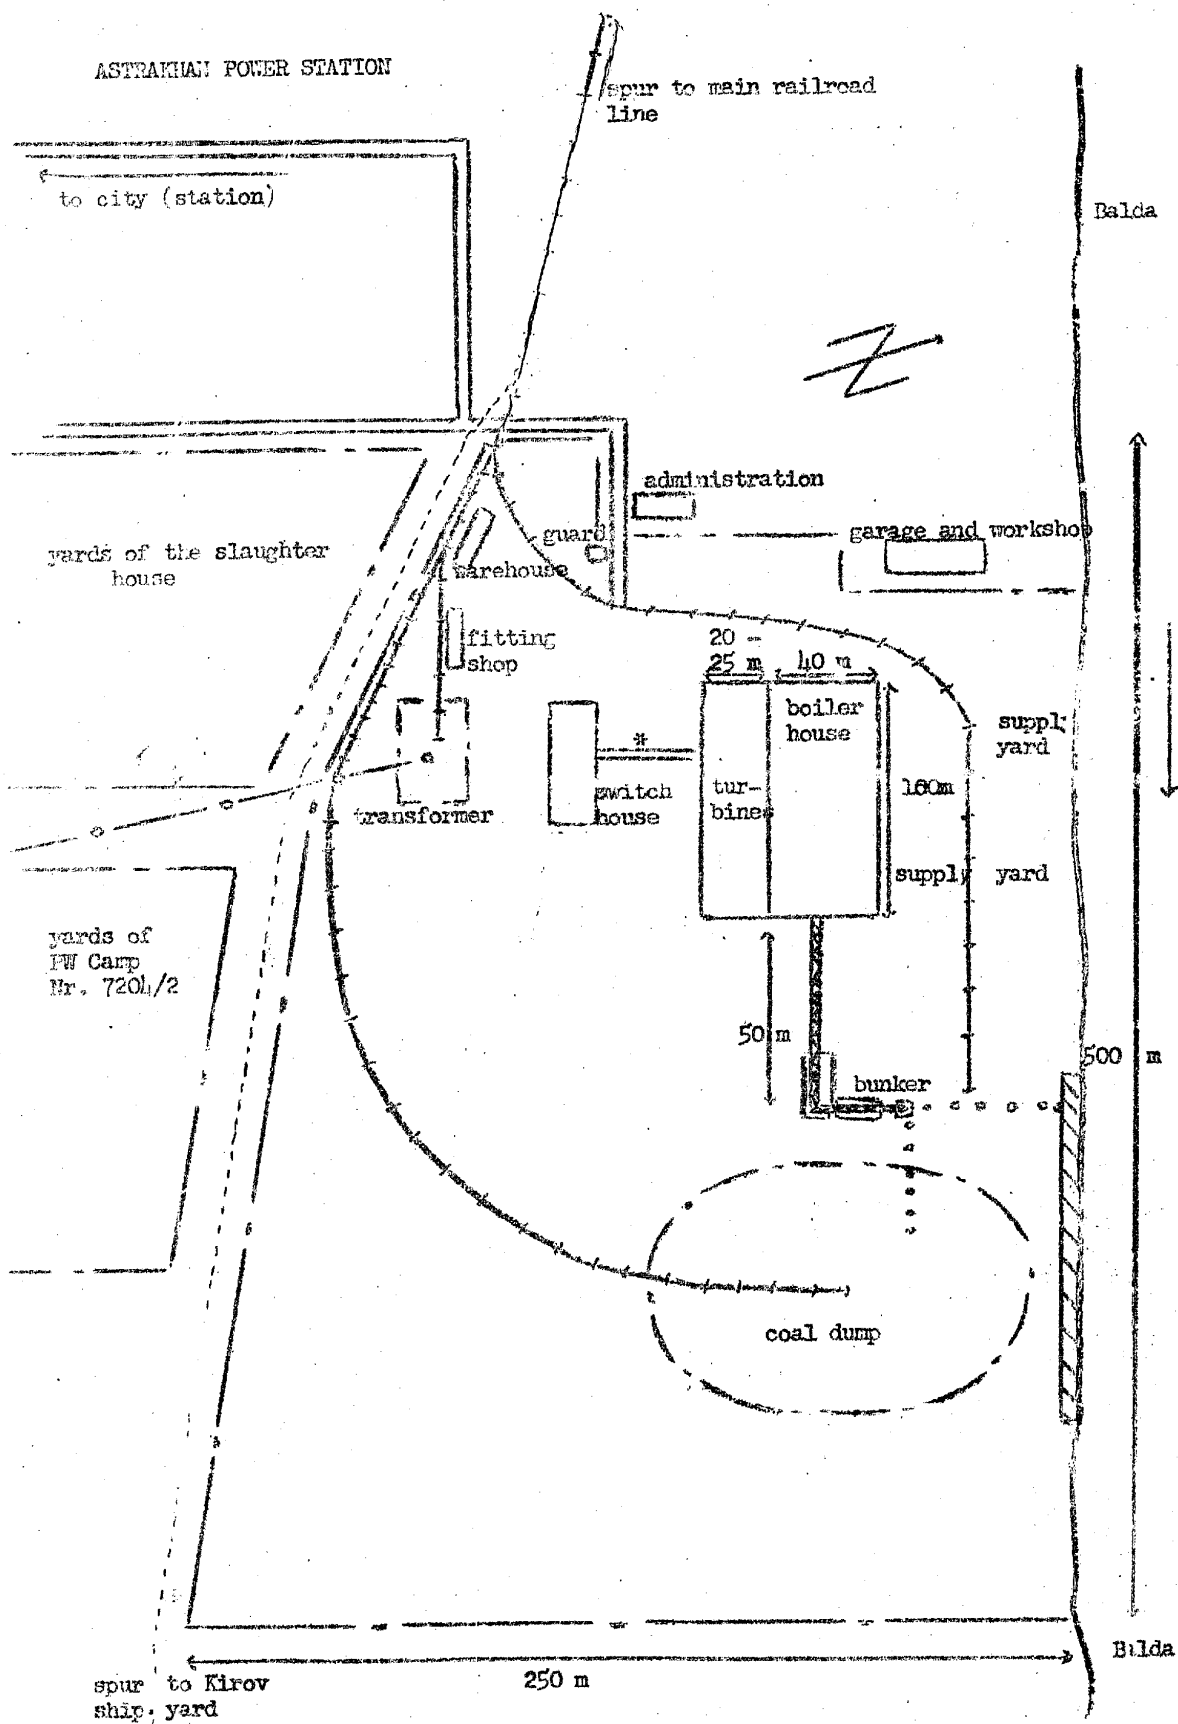 ASTRAKHAN POWER STATION
spur to main railroad
line
to city (station)
Balda
administration
garage and workshop
guard
yards of the slaughter
house
warehouse
fitting
shop
20 -
25 m
40 m
boiler
house
supply
yard
*
switch
house
tur-
bines
100m
transformer
supply yard
yards of
PW Camp
Nr. 7204/2
50 m
500 m
bunker
coal dump
Balda
250 m
spur to Kirov
ship yard